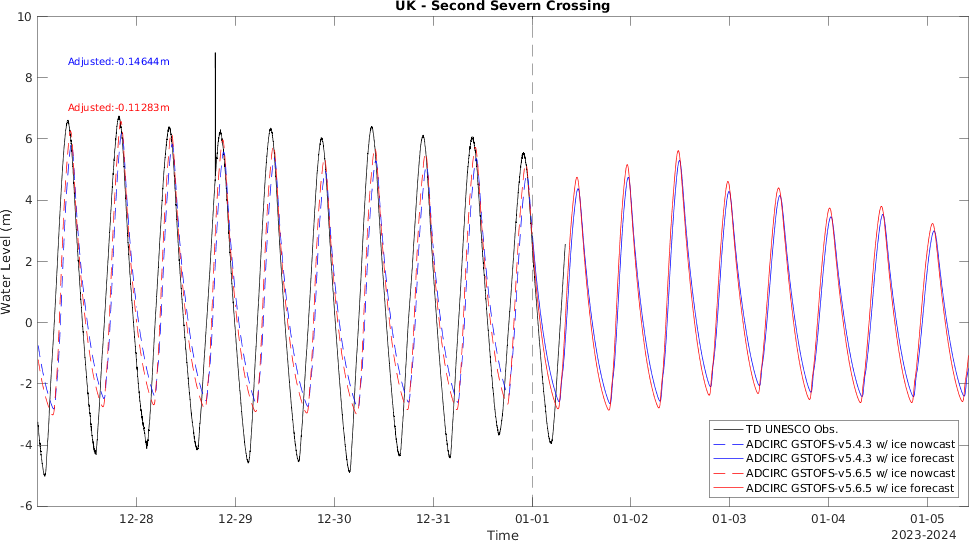 UK - Second Severn Crossing
10
8
6
4
2
0
-2
-4
-6
Water Level (m)
Adjusted:-0.14644m
Adjusted:-0.11283m
TD UNESCO Obs.
ADCIRC GSTOFS-v5.4.3 w/ ice nowcast
ADCIRC GSTOFS-v5.4.3 w/ ice forecast
ADCIRC GSTOFS-v5.6.5 w/ ice nowcast
ADCIRC GSTOFS-v5.6.5 w/ ice forecast
12-28 12-29 12-30 12-31 01-01 01-02 01-03 01-04 01-05
Time
2023-2024